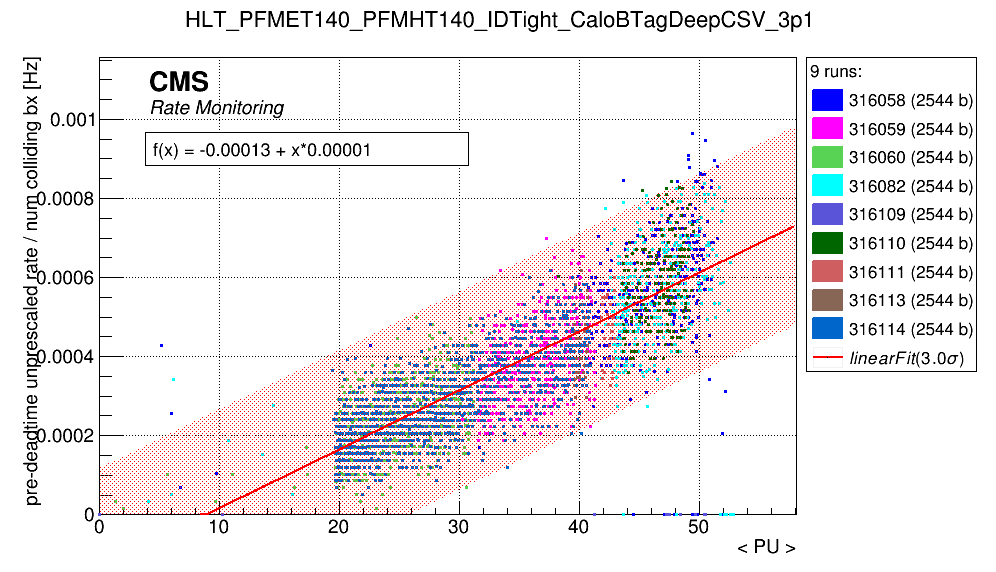 HLT_PFMET140_PFMHT140_IDTight_CaloBTagDeepCSV_3p1
CMS
Rate Monitoring
f(x) = -0.00013 + x*0.00001
pre-deadtime unprescaled rate / num colliding bx [Hz]
0.001
0.0008
0.0006
0.0004
0.0002
0
0 10 20 30 40 50
< PU >
9 runs:
316058 (2544 b)
316059 (2544 b)
316060 (2544 b)
316082 (2544 b)
316109 (2544 b)
316110 (2544 b)
316111 (2544 b)
316113 (2544 b)
316114 (2544 b)
linearFit(3.0σ)